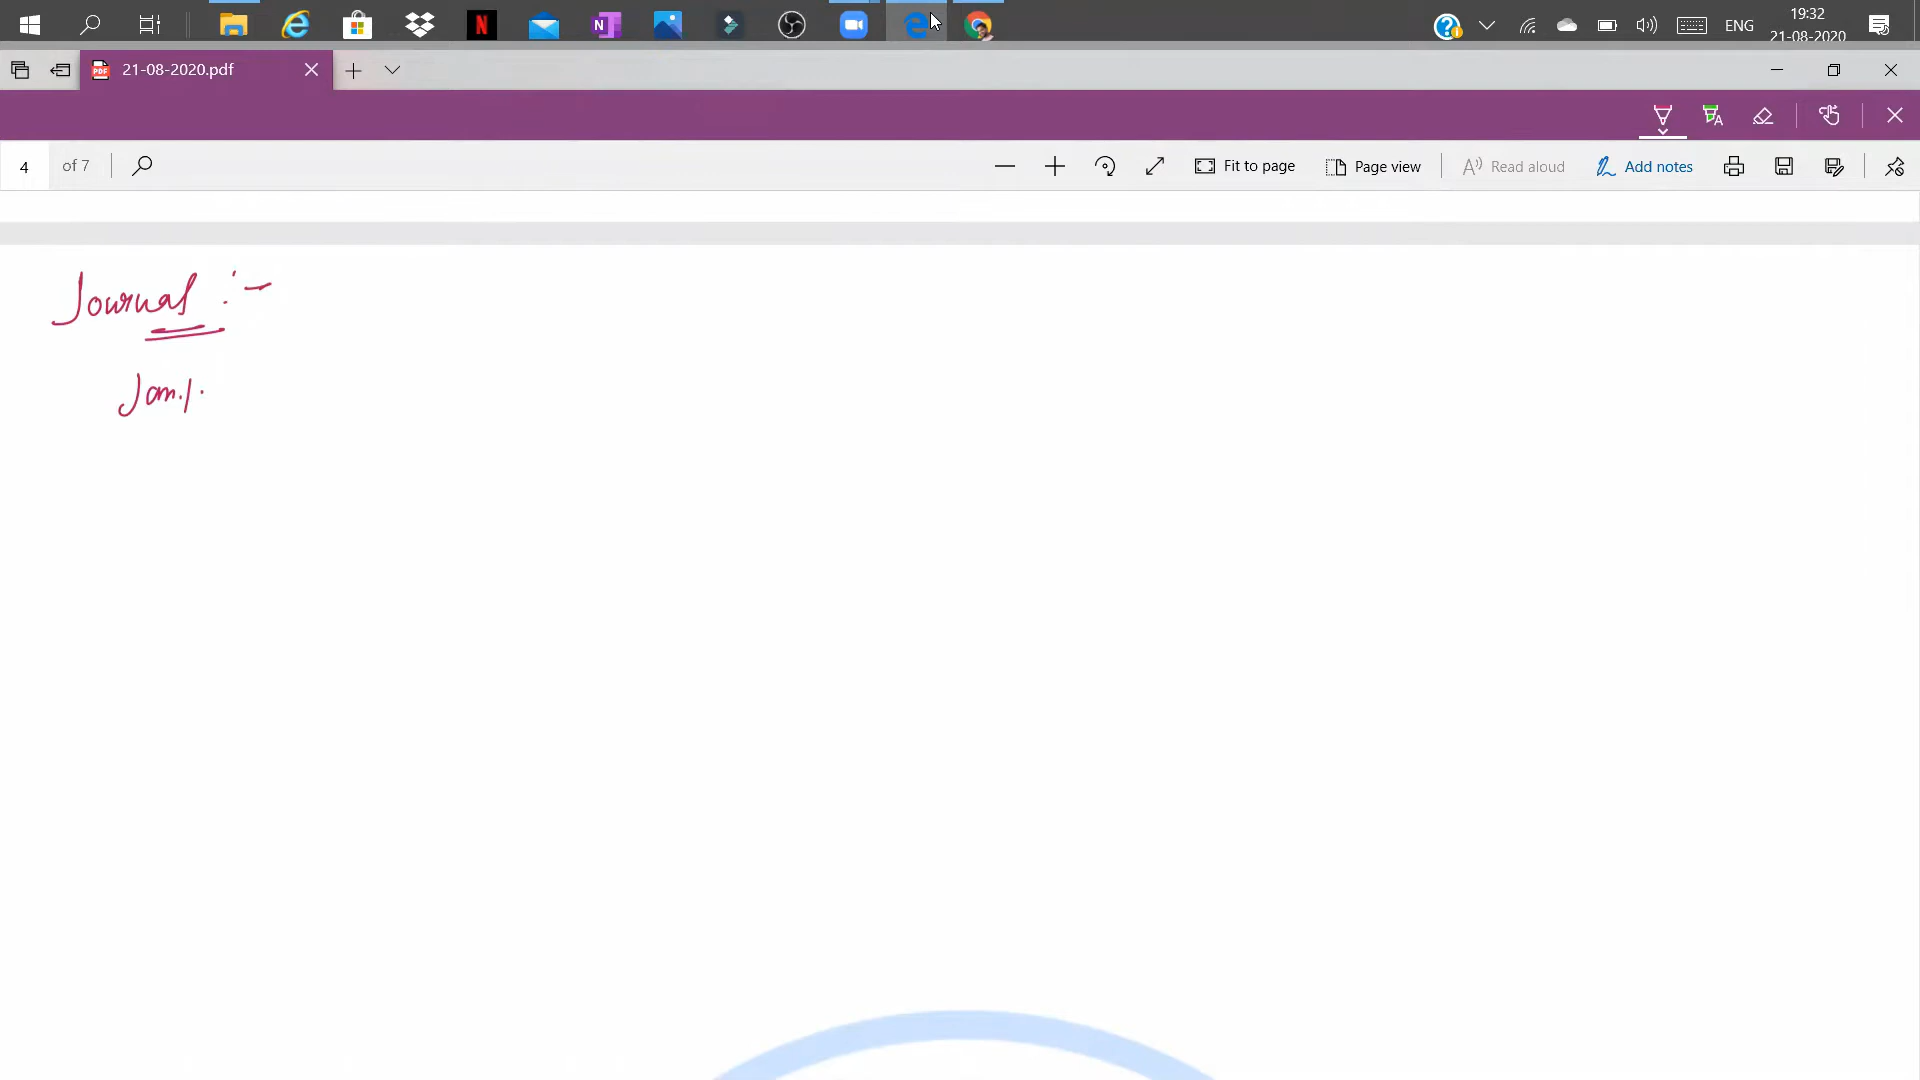 19:32
ENG
21-08-2020
21-08-2020.pdf
4 of 7
Fit to page
Page view
Read aloud
Add notes
Journal :-
Jan.1.